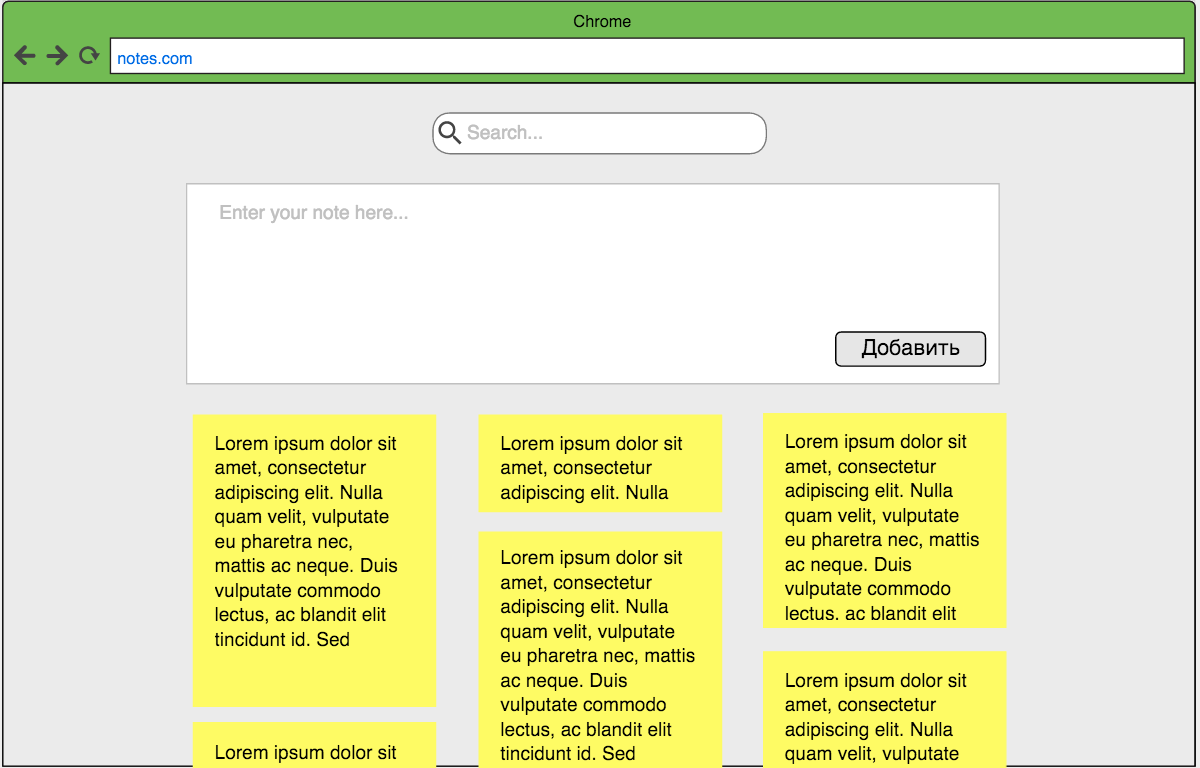 Chrome
notes.com
Search...
Enter your note here...
Добавить
Lorem ipsum dolor sit
amet, consectetur
adipiscing elit. Nulla
quam velit, vulputate
eu pharetra nec,
mattis ac neque. Duis
vulputate commodo
lectus, ac blandit elit
tincidunt id. Sed
Lorem ipsum dolor sit
Lorem ipsum dolor sit
amet, consectetur
adipiscing elit. Nulla
Lorem ipsum dolor sit
amet, consectetur
adipiscing elit. Nulla
quam velit, vulputate
eu pharetra nec, mattis
ac neque. Duis
vulputate commodo
lectus, ac blandit elit
tincidunt id. Sed
Lorem ipsum dolor sit
amet, consectetur
adipiscing elit. Nulla
quam velit, vulputate
eu pharetra nec, mattis
ac neque. Duis
vulputate commodo
lectus. ac blandit elit
Lorem ipsum dolor sit
amet, consectetur
adipiscing elit. Nulla
quam velit, vulputate